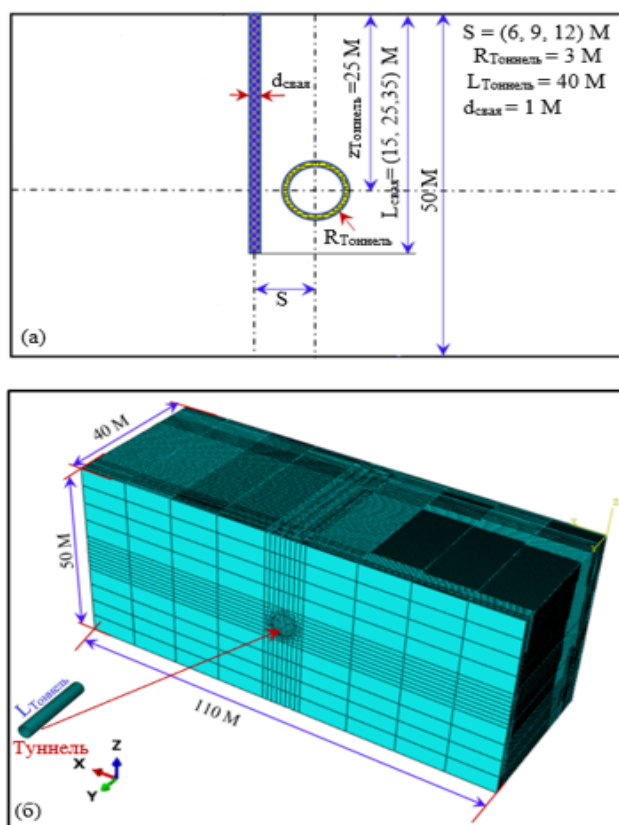 S = (6, 9, 12) М
RТоннель = 3 М
LТоннель = 40 М
dсвая = 1 М
dсвая
zТоннель =25 М
Lсвая= (15, 25,35) М
50 М
RТоннель
S
(а)
40 М
50 М
110 М
LТоннель
Туннель
X
Z
Y
(б)